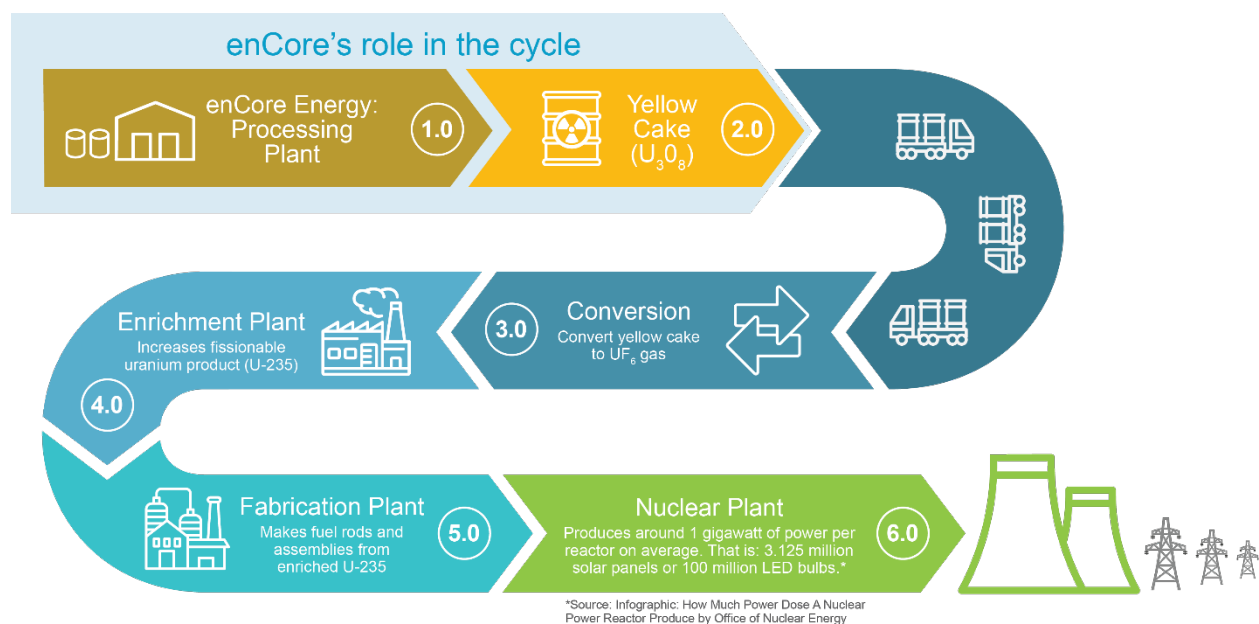 enCore's role in the cycle
enCore Energy:
Processing
Plant
1.0
Yellow
Cake
(U₃0₈)
2.0
Conversion
Convert yellow cake
to UF₆ gas
3.0
Enrichment Plant
Increases fissionable
uranium product (U-235)
4.0
Fabrication Plant
Makes fuel rods and
assemblies from
enriched U-235
5.0
Nuclear Plant
Produces around 1 gigawatt of power per
reactor on average. That is: 3.125 million
solar panels or 100 million LED bulbs.*
6.0
*Source: Infographic: How Much Power Dose A Nuclear
Power Reactor Produce by Office of Nuclear Energy